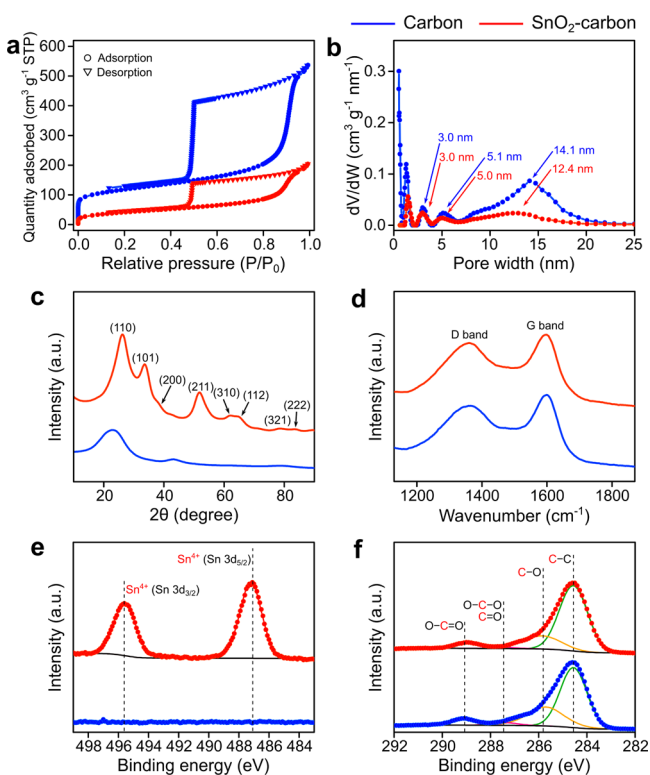 Carbon
SnO₂-carbon
a
Quantity adsorbed (cm³ g⁻¹ STP)
600
500
400
300
200
100
0
Adsorption
Desorption
0.0 0.2 0.4 0.6 0.8 1.0
Relative pressure (P/P₀)
b
dV/dW (cm³ g⁻¹ nm⁻¹)
0.3
0.2
0.1
0.0
3.0 nm
3.0 nm
5.1 nm
5.0 nm
14.1 nm
12.4 nm
0 5 10 15 20 25
Pore width (nm)
c
Intensity (a.u.)
(110)
(101)
(200)
(211)
(310)
(112)
(321)
(222)
20 40 60 80
2θ (degree)
d
Intensity (a.u.)
D band
G band
1200 1400 1600 1800
Wavenumber (cm⁻¹)
e
Intensity (a.u.)
Sn⁴⁺ (Sn 3d₅/₂)
Sn⁴⁺ (Sn 3d₃/₂)
498 496 494 492 490 488 486 484
Binding energy (eV)
f
Intensity (a.u.)
C–C
C–O
O–C–O
C=O
O–C=O
292 290 288 286 284 282
Binding energy (eV)